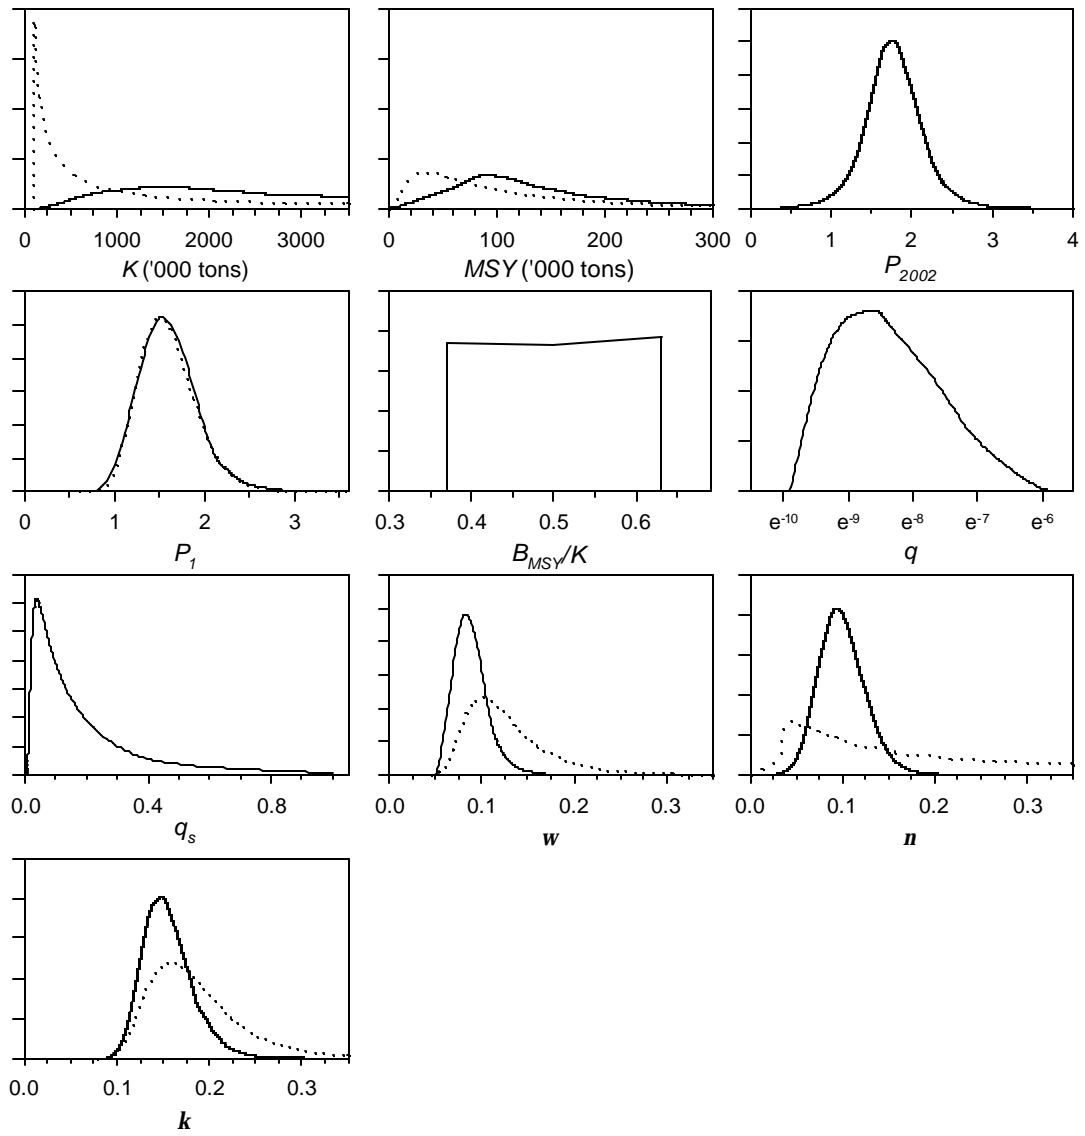 0 1000 2000 3000
K ('000 tons)
0 100 200 300
MSY ('000 tons)
0 1 2 3 4
P2002
0 1 2 3
P1
0.3 0.4 0.5 0.6
BMSY/K
e-10 e-9 e-8 e-7 e-6
q
0.0 0.4 0.8
qs
0.0 0.1 0.2 0.3
w
0.0 0.1 0.2 0.3
n
0.0 0.1 0.2 0.3
k